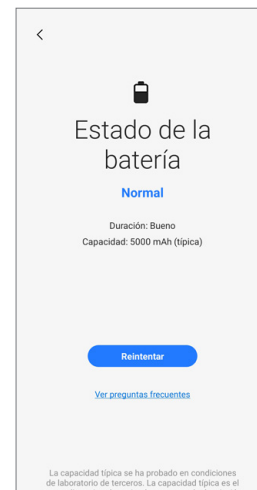 Estado de la
batería
Normal
Duración: Bueno
Capacidad: 5000 mAh (típica)
Reintentar
Ver preguntas frecuentes
La capacidad típica se ha probado en condiciones
de laboratorio de terceros. La capacidad típica es el